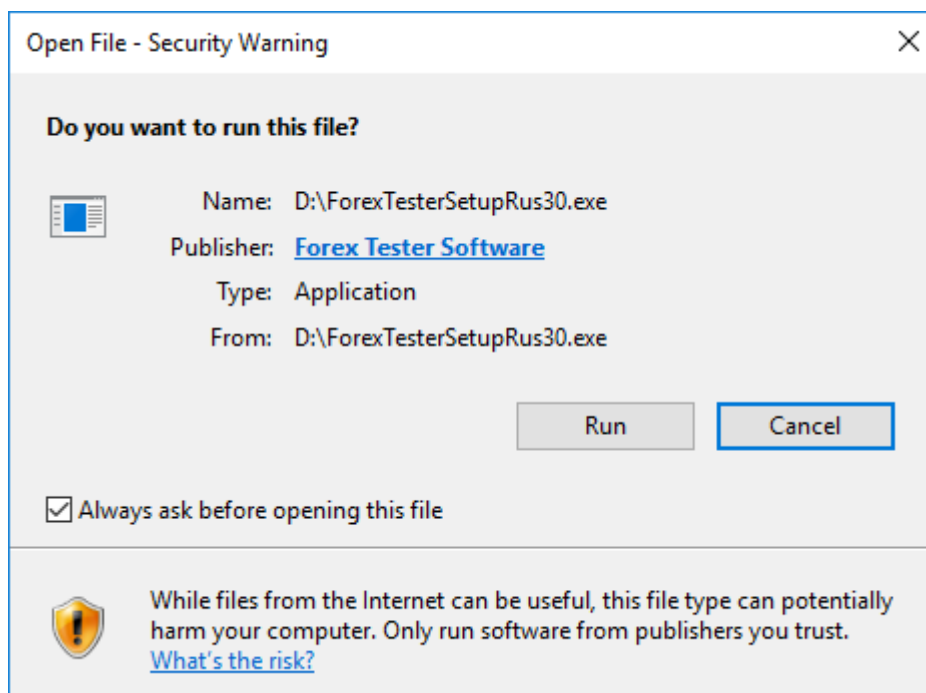 Open File - Security Warning
Do you want to run this file?
Name: D:\ForexTesterSetupRus30.exe
Publisher: Forex Tester Software
Type: Application
From: D:\ForexTesterSetupRus30.exe
Run Cancel
Always ask before opening this file
While files from the Internet can be useful, this file type can potentially
harm your computer. Only run software from publishers you trust.
What's the risk?